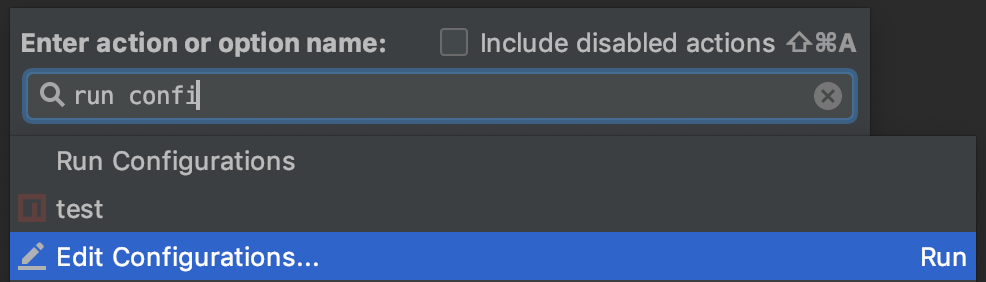 Enter action or option name: Include disabled actions ⇧⌘A
run confi
Run Configurations
test
Edit Configurations... Run